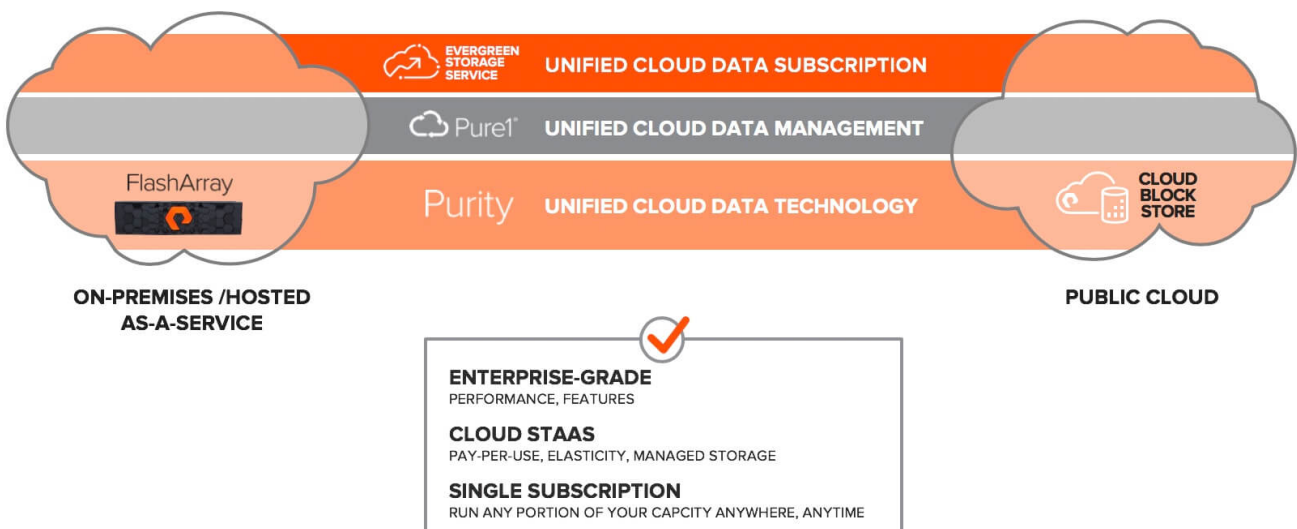 EVERGREEN
STORAGE
SERVICE
UNIFIED CLOUD DATA SUBSCRIPTION
Pure1®
UNIFIED CLOUD DATA MANAGEMENT
FlashArray
Purity
UNIFIED CLOUD DATA TECHNOLOGY
CLOUD
BLOCK
STORE
ON-PREMISES /HOSTED
AS-A-SERVICE
PUBLIC CLOUD
ENTERPRISE-GRADE
PERFORMANCE, FEATURES
CLOUD STAAS
PAY-PER-USE, ELASTICITY, MANAGED STORAGE
SINGLE SUBSCRIPTION
RUN ANY PORTION OF YOUR CAPCITY ANYWHERE, ANYTIME